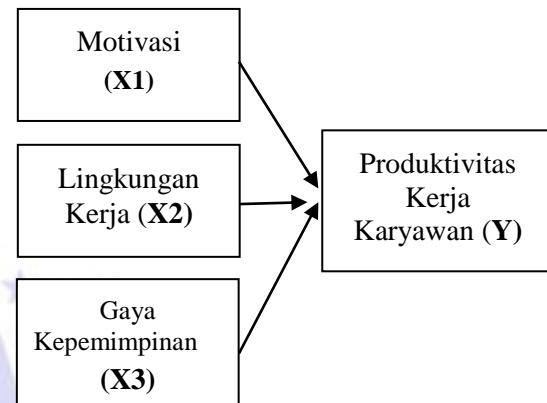 Motivasi
(X1)
Lingkungan
Kerja (X2)
Gaya
Kepemimpinan
(X3)
Produktivitas
Kerja
Karyawan (Y)